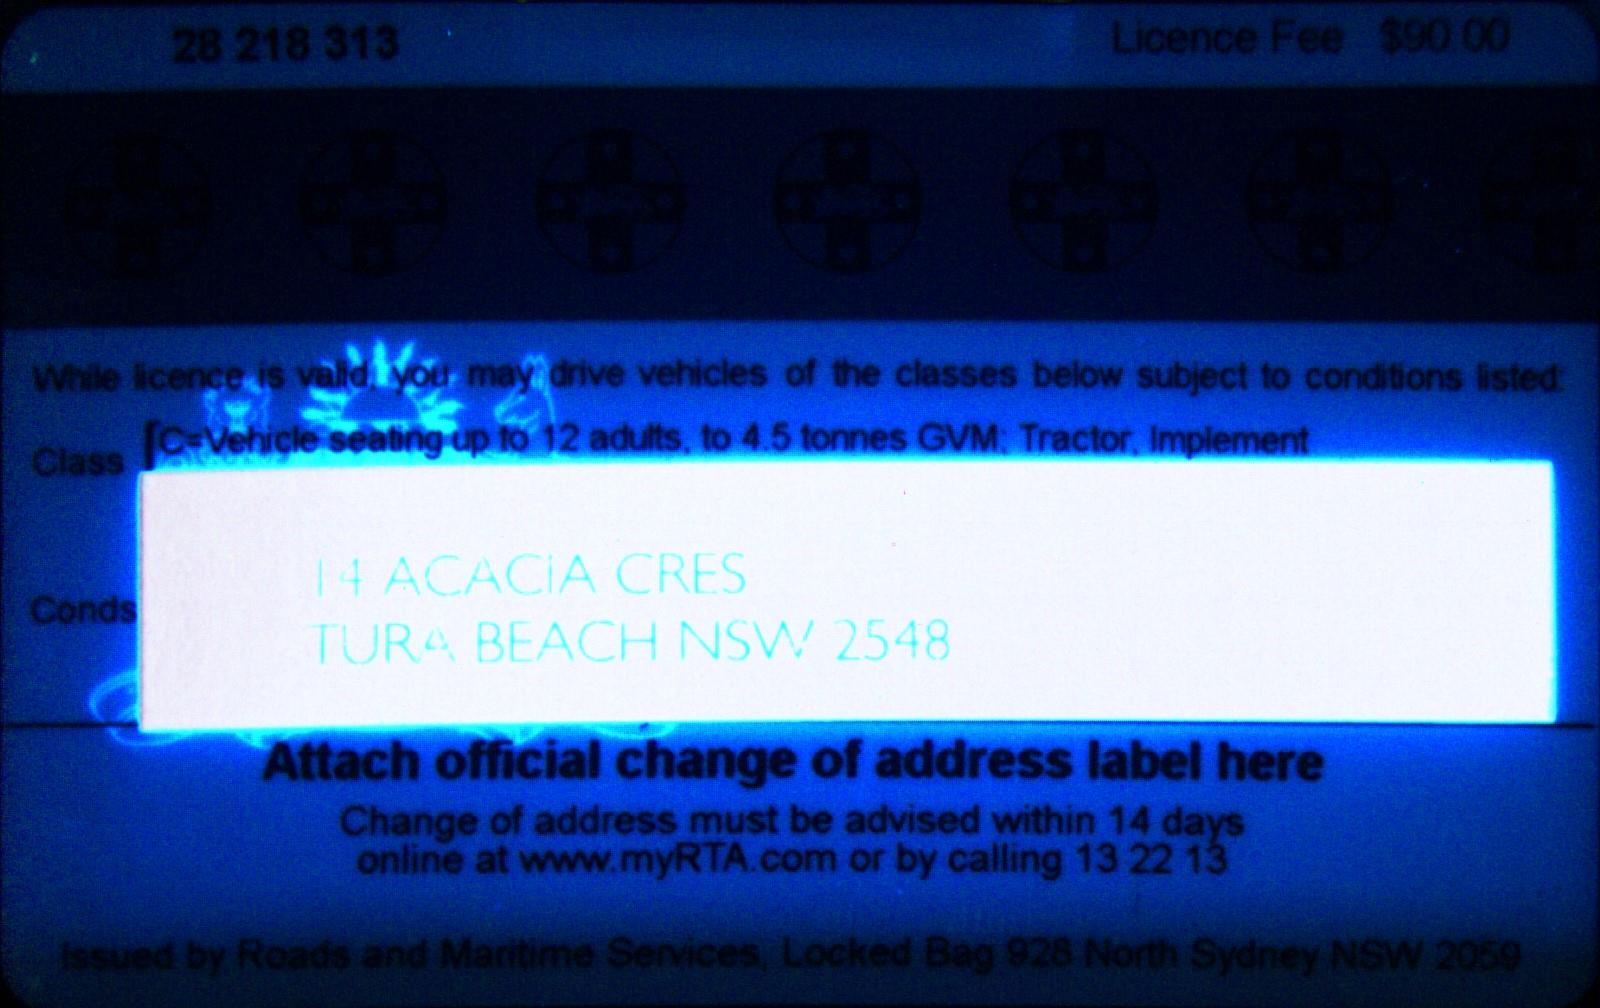 28 218 313 Licence Fee $90.00
While licence is valid, you may drive vehicles of the classes below subject to conditions listed:
Class [C=Vehicle seating up to 12 adults, to 4.5 tonnes GVM; Tractor, Implement
14 ACACIA CRES
Conds
TURA BEACH NSW 2548
Attach official change of address label here
Change of address must be advised within 14 days
online at www.myRTA.com or by calling 13 22 13
Issued by Roads and Maritime Services, Locked Bag 928 North Sydney NSW 2059